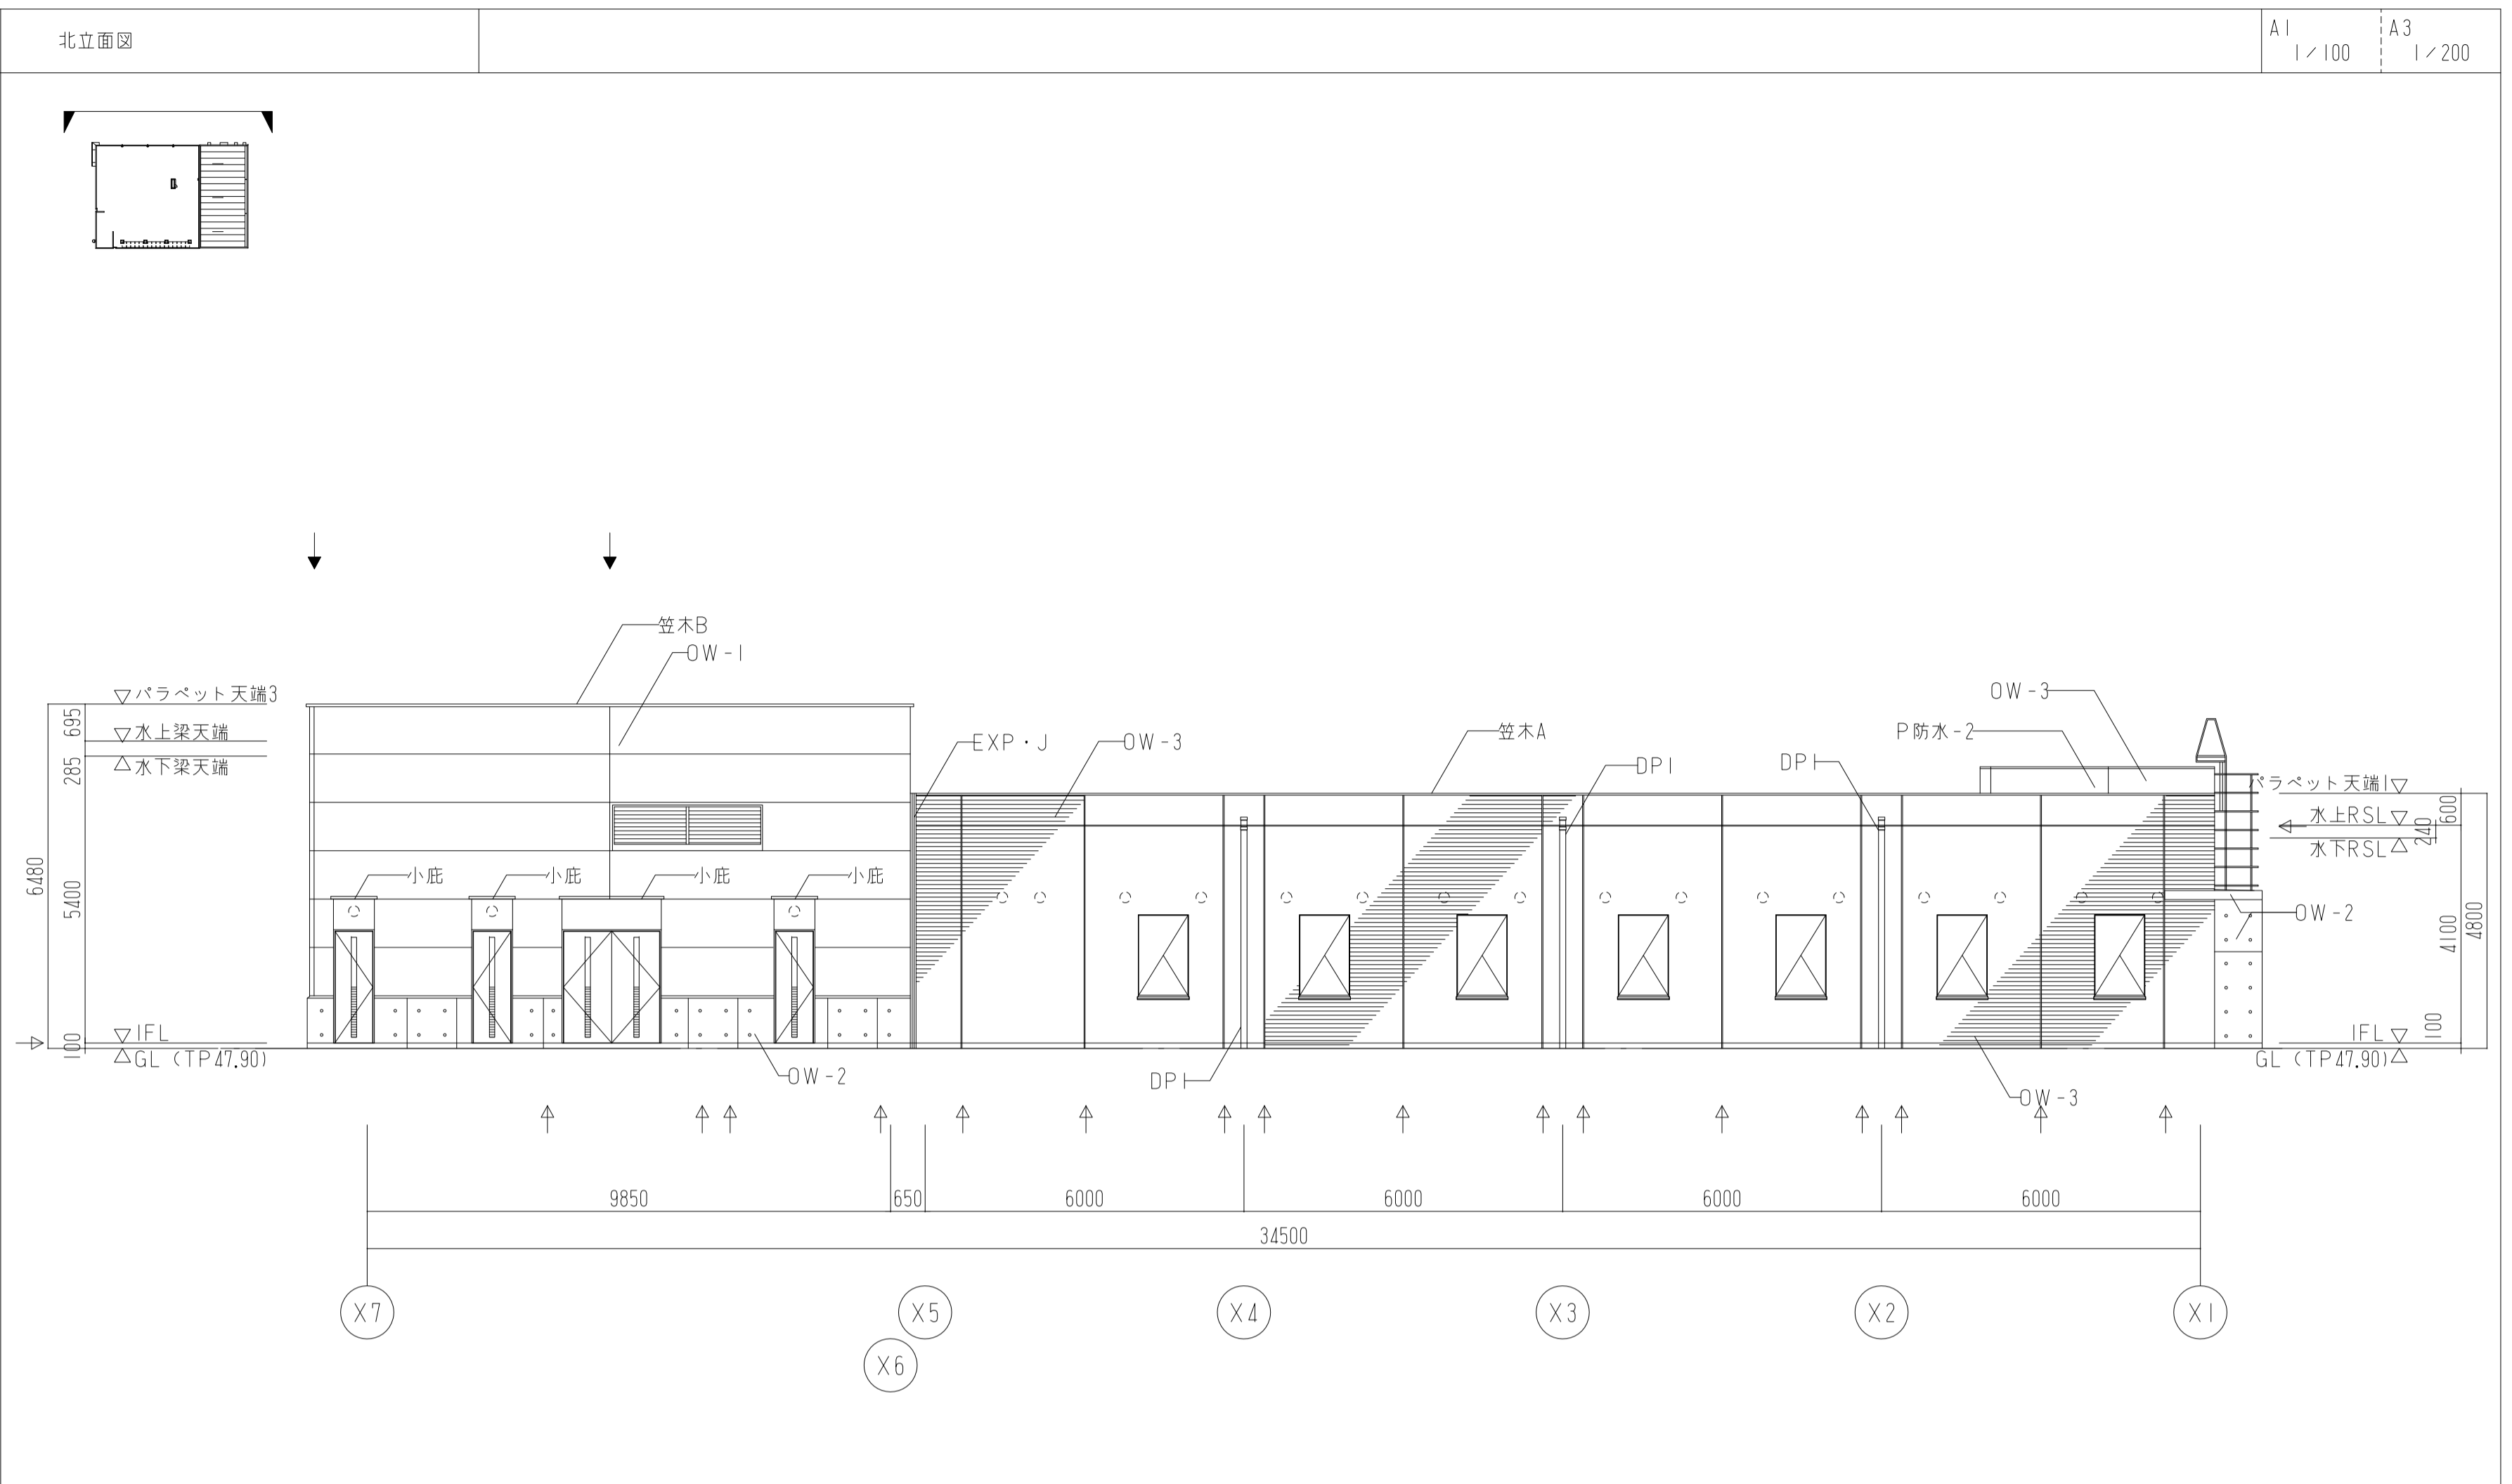 北立面図
A1
1/100
A3
1/200
笠木B
OW-1
パラペット天端3
水上梁天端
水下梁天端
695
285
5400
6480
100
1FL
GL (TP47.90)
小庇
小庇
小庇
小庇
OW-2
EXP・J
OW-3
笠木A
DP1
DP1
DP1
P防水-2
OW-3
パラペット天端1
水上RSL
水下RSL
600
240
4100
4800
100
OW-2
1FL
GL (TP47.90)
OW-3
9850
650
6000
6000
6000
6000
34500
X7
X5
X4
X3
X2
X1
X6